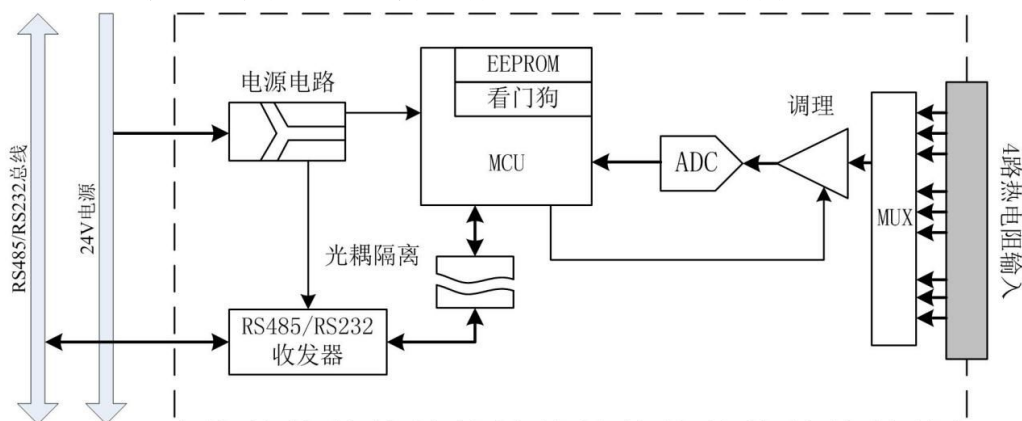 RS485/RS232总线
24V电源
电源电路
EEPROM
看门狗
MCU
光耦隔离
RS485/RS232
收发器
ADC
调理
MUX
4路热电阻输入